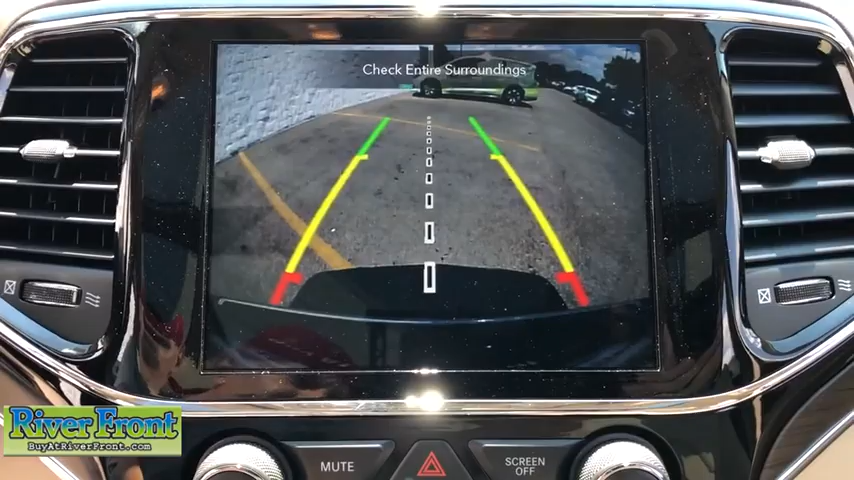 Check Entire Surroundings
River Front
BuyAtRiverFront.com
MUTE
SCREEN
OFF